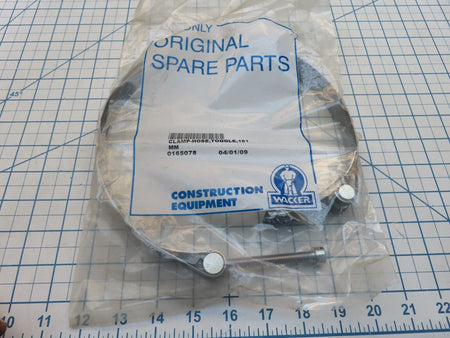 ONLY
ORIGINAL
SPARE PARTS
CLAMP-HOSE,TOGGLE,161
MM
0165078 04/01/09
CONSTRUCTION
EQUIPMENT
WACKER
10 11 12 13 14 15 16 17 18 19 20 21 22